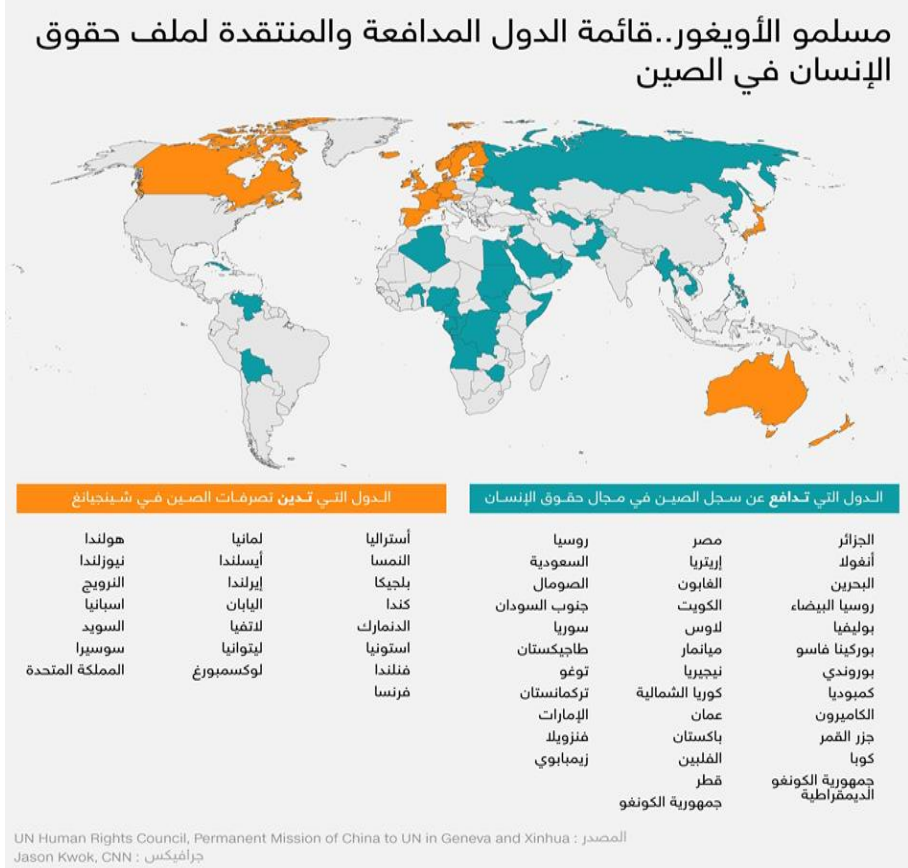 مسلمو الأويغور..قائمة الدول المدافعة والمنتقدة لملف حقوق
الإنسان في الصين
الدول التي تدافع عن سجل الصين في مجال حقوق الإنسان
الجزائر
أنغولا
البحرين
روسيا البيضاء
بوليفيا
بوركينا فاسو
بوروندي
كمبوديا
الكاميرون
جزر القمر
كوبا
جمهورية الكونغو
الديمقراطية
مصر
إريتريا
الغابون
الكويت
لاوس
ميانمار
نيجيريا
كوريا الشمالية
عمان
باكستان
الفلبين
قطر
جمهورية الكونغو
روسيا
السعودية
الصومال
جنوب السودان
سوريا
طاجيكستان
توغو
تركمانستان
الإمارات
فنزويلا
زيمبابوي
الدول التي تدين تصرفات الصين في شينجيانغ
أستراليا
النمسا
بلجيكا
كندا
الدنمارك
استونيا
فنلندا
فرنسا
لمانيا
أيسلندا
إيرلندا
اليابان
لاتفيا
ليتوانيا
لوكسمبورغ
هولندا
نيوزلندا
النرويج
اسبانيا
السويد
سوسيرا
المملكة المتحدة
المصدر : UN Human Rights Council, Permanent Mission of China to UN in Geneva and Xinhua
جرافيكس : Jason Kwok, CNN